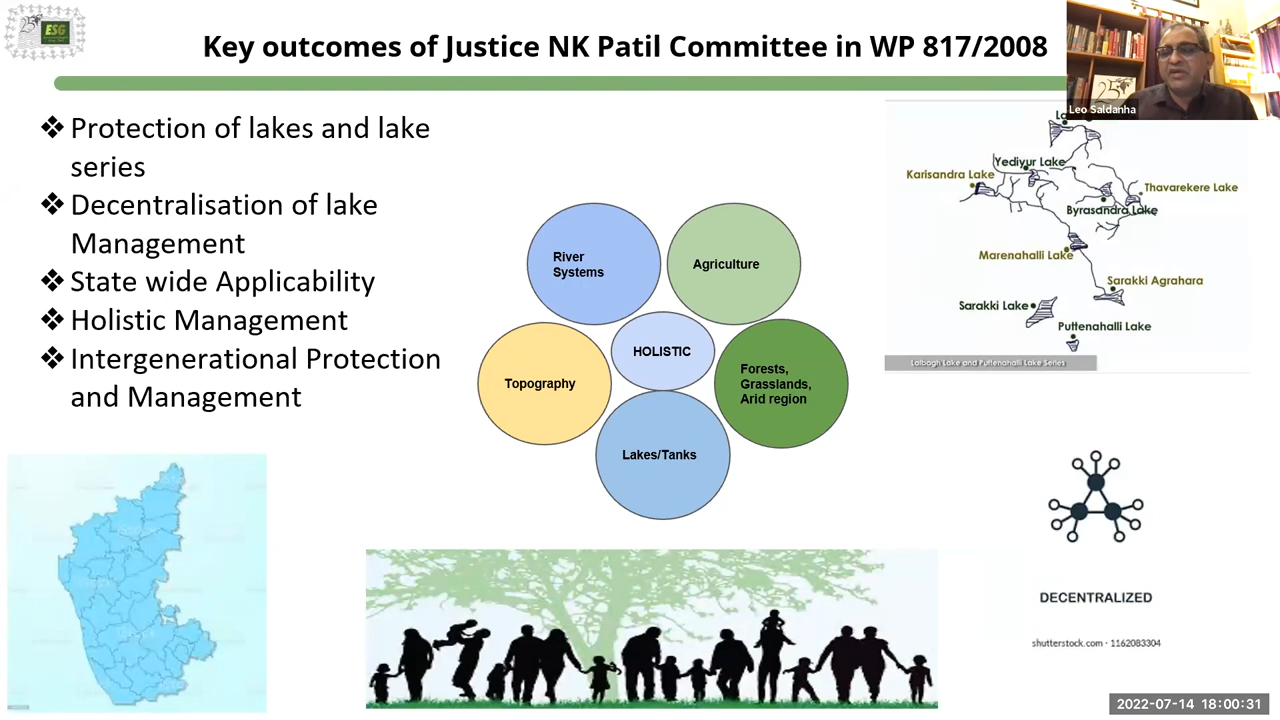 25
ESG
Key outcomes of Justice NK Patil Committee in WP 817/2008
Leo Saldanha
❖ Protection of lakes and lake
series
❖ Decentralisation of lake
Management
❖ State wide Applicability
❖ Holistic Management
❖ Intergenerational Protection
and Management
River
Systems
Agriculture
HOLISTIC
Topography
Forests,
Grasslands,
Arid region
Lakes/Tanks
Yediyur Lake
Karisandra Lake
Thavarekere Lake
Byrasandra Lake
Marenahalli Lake
Sarakki Agrahara
Sarakki Lake
Puttenahalli Lake
Lalbagh Lake and Puttenahalli Lake Series
DECENTRALIZED
shutterstock.com · 1162083304
2022-07-14 18:00:31